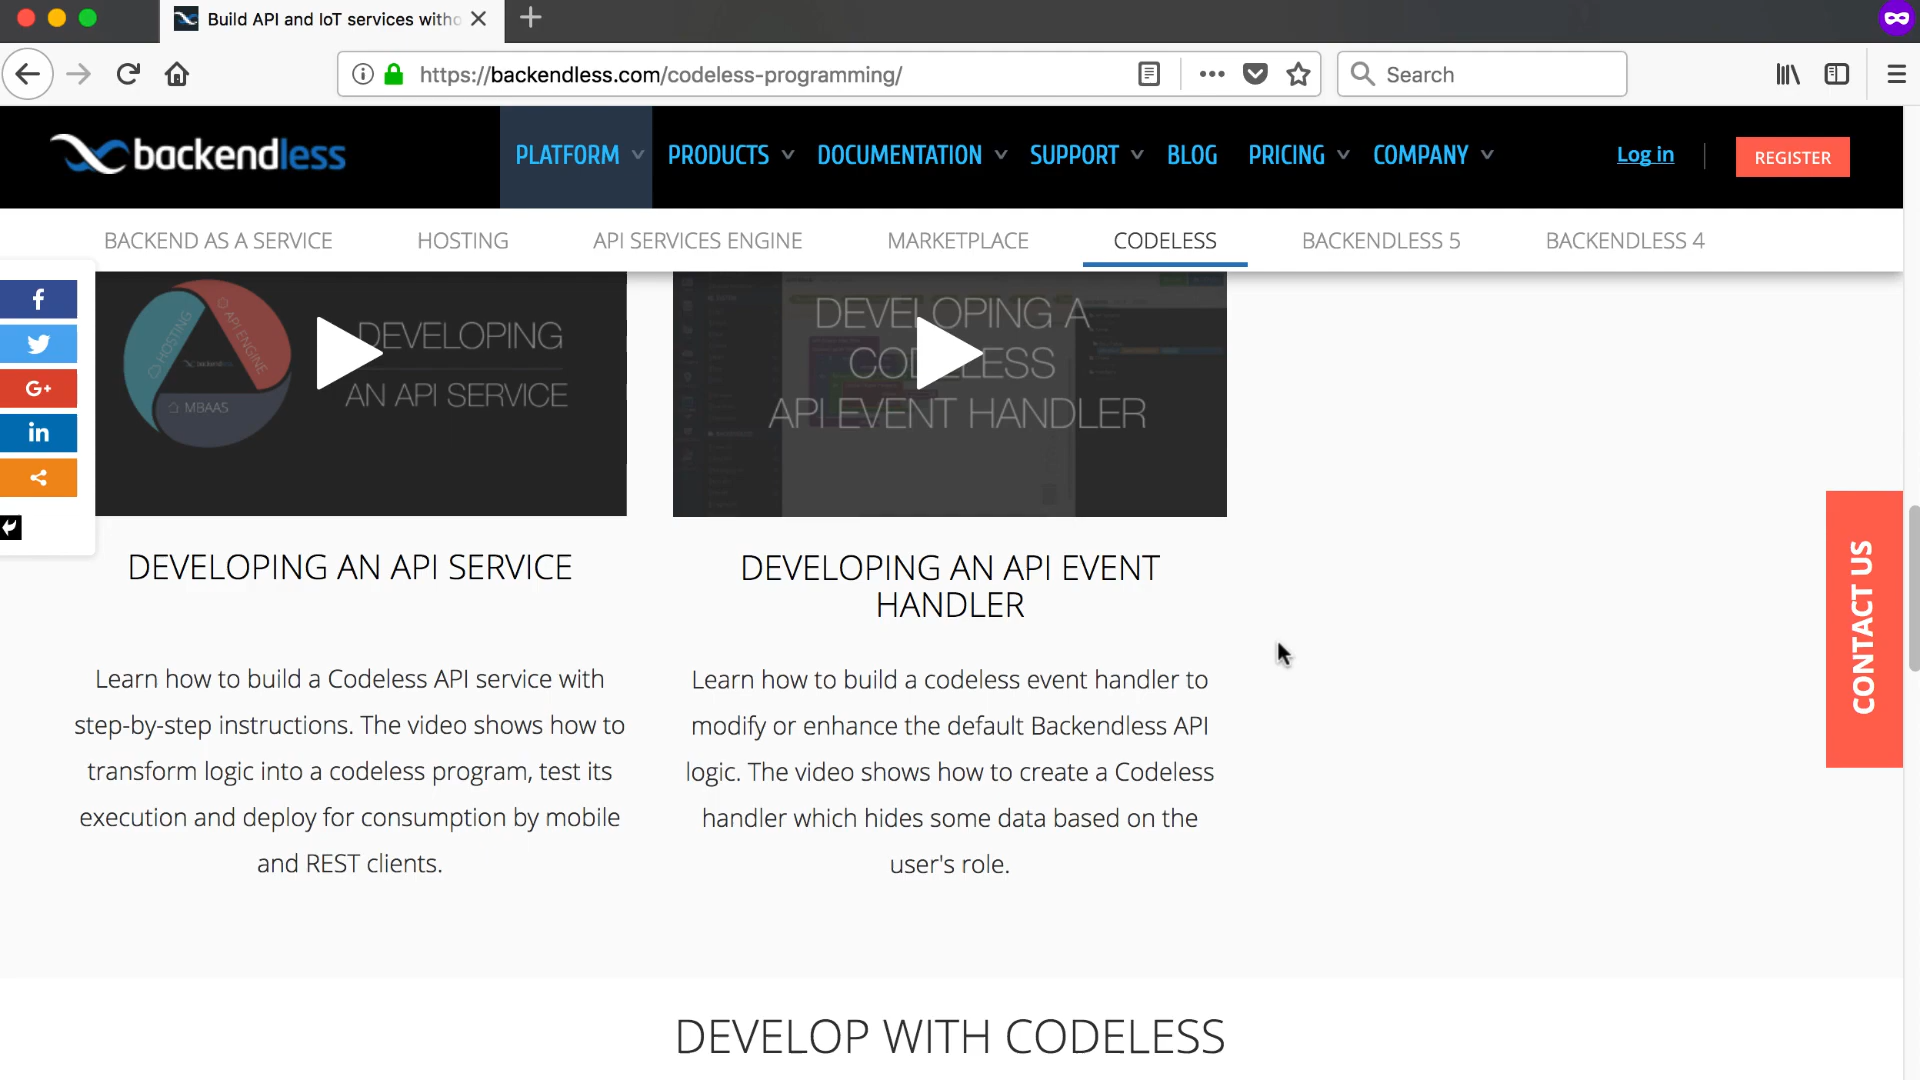 Build API and IoT services witho
https://backendless.com/codeless-programming/
Search
backendless
PLATFORM
PRODUCTS
DOCUMENTATION
SUPPORT
BLOG
PRICING
COMPANY
Log in
REGISTER
BACKEND AS A SERVICE
HOSTING
API SERVICES ENGINE
MARKETPLACE
CODELESS
BACKENDLESS 5
BACKENDLESS 4
f
G+
in
HOSTING
API ENGINE
MBAAS
DEVELOPING
AN API SERVICE
DEVELOPING A
CODELESS
API EVENT HANDLER
DEVELOPING AN API SERVICE
Learn how to build a Codeless API service with
step-by-step instructions. The video shows how to
transform logic into a codeless program, test its
execution and deploy for consumption by mobile
and REST clients.
DEVELOPING AN API EVENT
HANDLER
Learn how to build a codeless event handler to
modify or enhance the default Backendless API
logic. The video shows how to create a Codeless
handler which hides some data based on the
user's role.
CONTACT US
DEVELOP WITH CODELESS